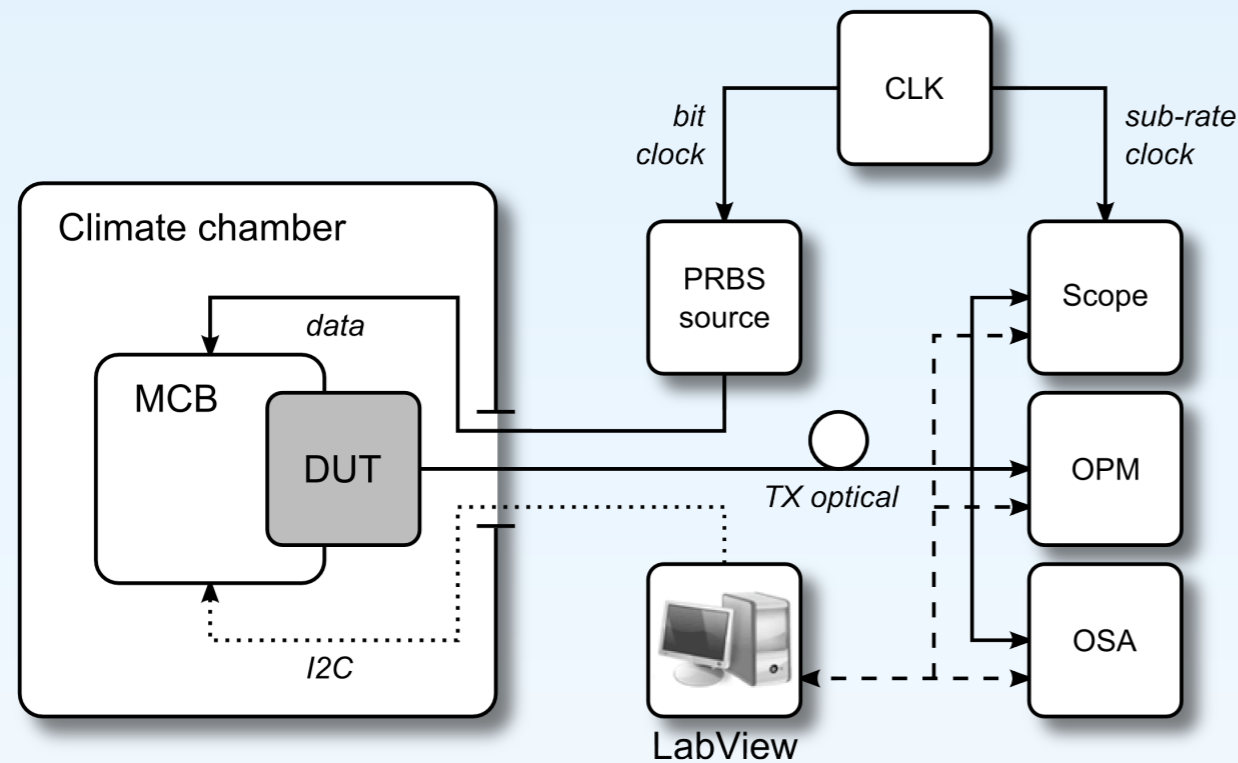 CLK
bit
clock
sub-rate
clock
Climate chamber
PRBS
source
Scope
data
MCB
DUT
TX optical
OPM
I2C
OSA
LabView